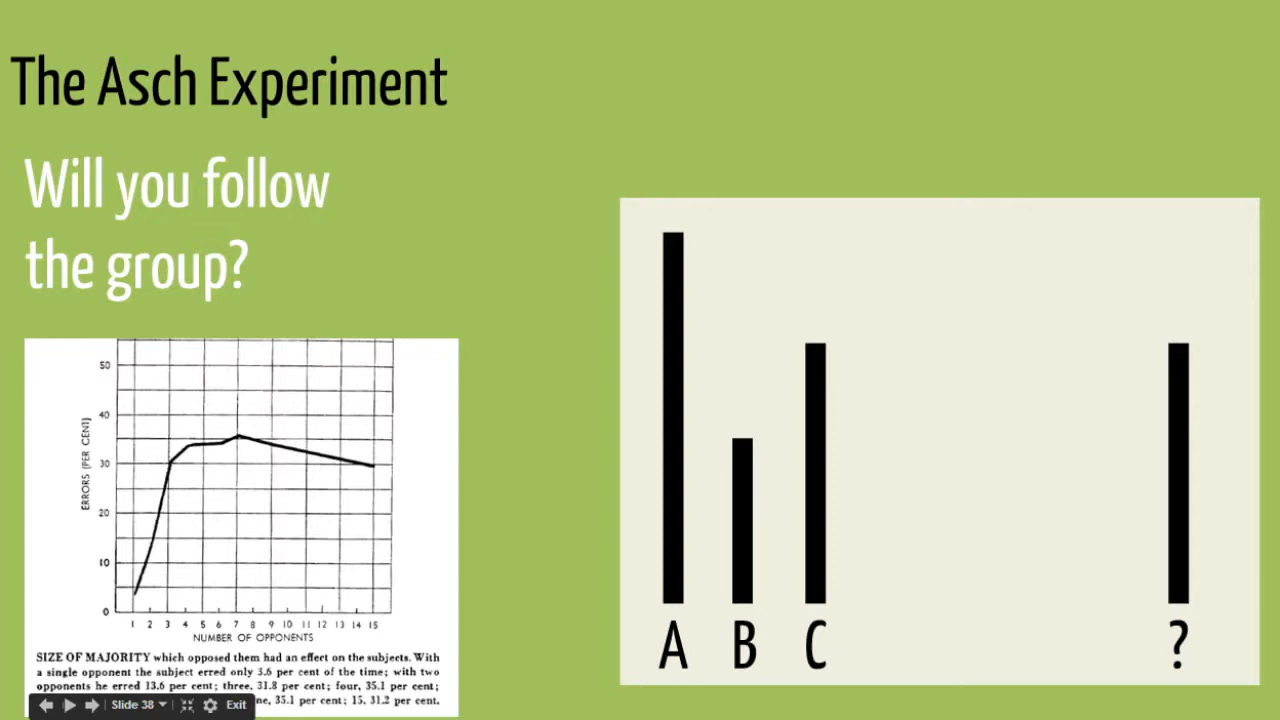 The Asch Experiment
Will you follow
the group?
50
40
30
20
10
0
ERRORS (PER CENT)
1 2 3 4 5 6 7 8 9 10 11 12 13 14 15
NUMBER OF OPPONENTS
SIZE OF MAJORITY which opposed them had an effect on the subjects. With
a single opponent the subject erred only 3.6 per cent of the time; with two
opponents he erred 13.6 per cent; three, 31.8 per cent; four, 35.1 per cent;
35.1 per cent; 15, 31.2 per cent.
Slide 38 Exit
A B C ?